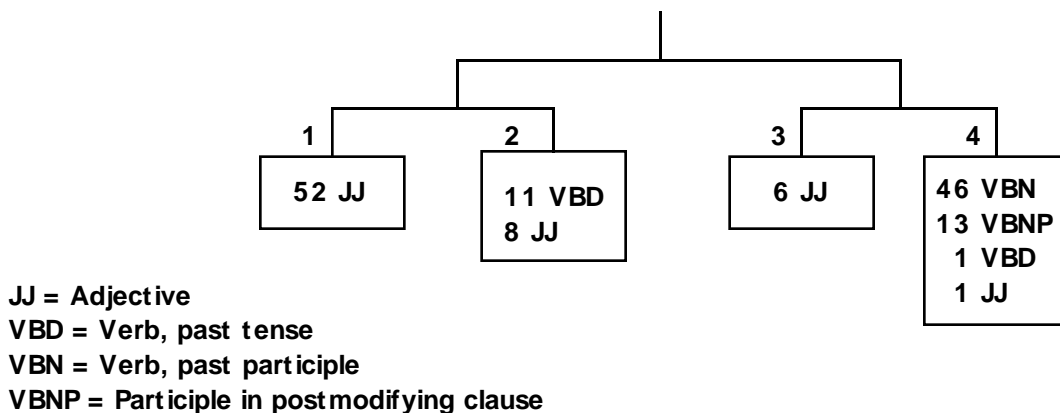 1 2 3 4
52 JJ
11 VBD
8 JJ
6 JJ
46 VBN
13 VBNP
1 VBD
1 JJ
JJ = Adjective
VBD = Verb, past tense
VBN = Verb, past participle
VBNP = Participle in postmodifying clause